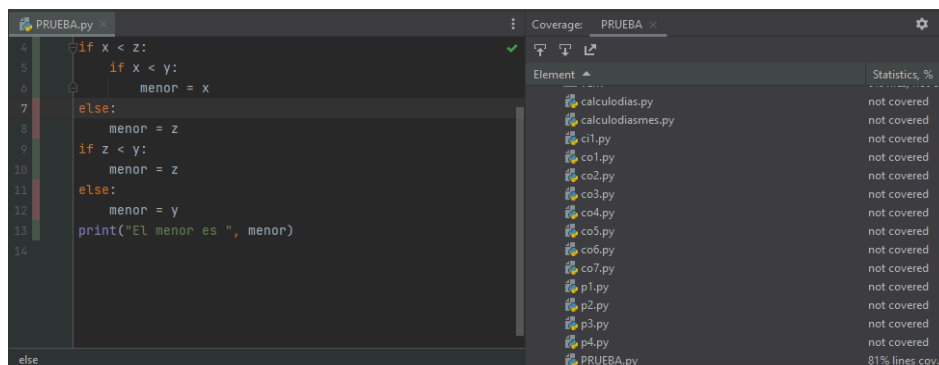 PRUEBA.py
4 if x < z:
5 if x < y:
6 menor = x
7 else:
8 menor = z
9 if z < y:
10 menor = z
11 else:
12 menor = y
13 print("El menor es ", menor)
14
else
Coverage: PRUEBA
Element Statistics, %
calculodias.py not covered
calculodiasmes.py not covered
ci1.py not covered
co1.py not covered
co2.py not covered
co3.py not covered
co4.py not covered
co5.py not covered
co6.py not covered
co7.py not covered
p1.py not covered
p2.py not covered
p3.py not covered
p4.py not covered
PRUEBA.py 81% lines cov.